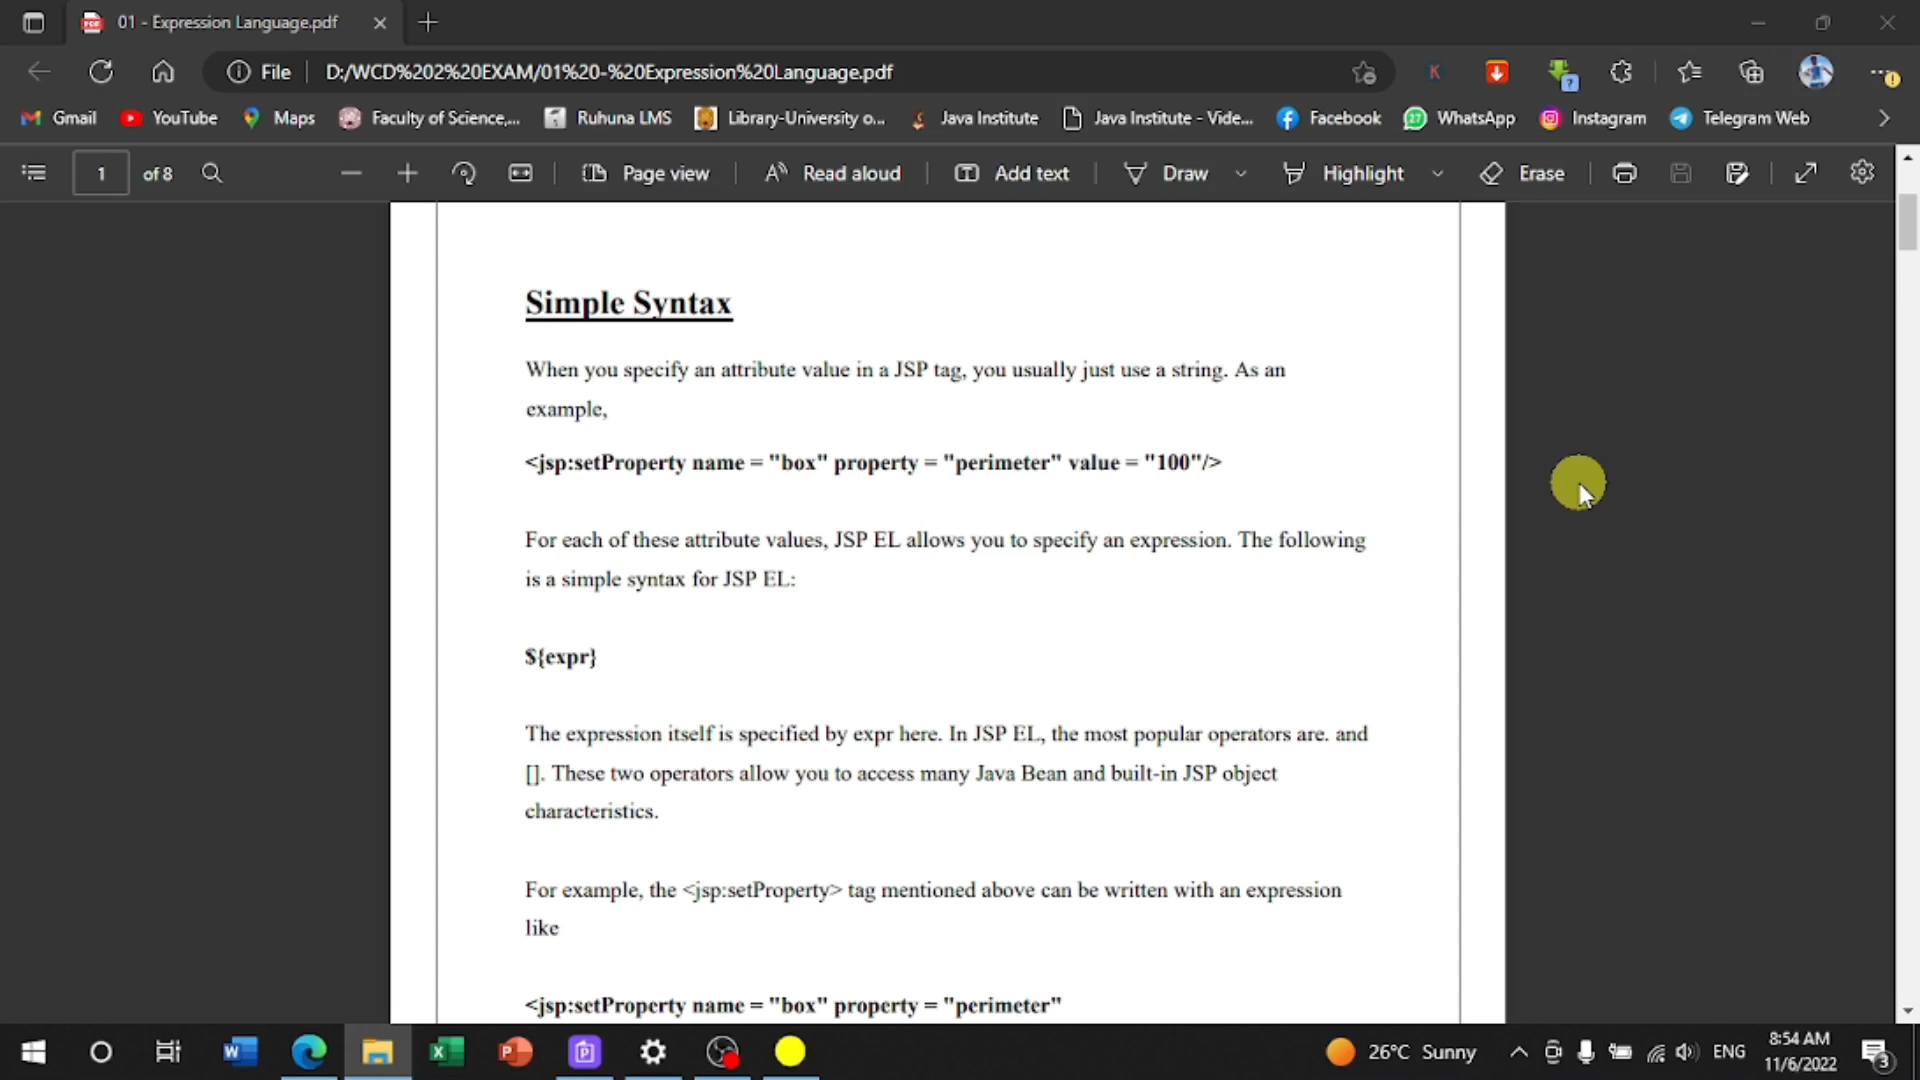 01 - Expression Language.pdf
File
D:/WCD%202%20EXAM/01%20-%20Expression%20Language.pdf
K
?
Gmail
YouTube
Maps
Faculty of Science,...
Ruhuna LMS
Library-University o...
Java Institute
Java Institute - Vide...
Facebook
27
WhatsApp
Instagram
Telegram Web
1
of 8
Page view
Read aloud
Add text
Draw
Highlight
Erase
Simple Syntax
When you specify an attribute value in a JSP tag, you usually just use a string. As an
example,
<jsp:setProperty name = "box" property = "perimeter" value = "100"/>
For each of these attribute values, JSP EL allows you to specify an expression. The following
is a simple syntax for JSP EL:
${expr}
The expression itself is specified by expr here. In JSP EL, the most popular operators are. and
[]. These two operators allow you to access many Java Bean and built-in JSP object
characteristics.
For example, the <jsp:setProperty> tag mentioned above can be written with an expression
like
<jsp:setProperty name = "box" property = "perimeter"
26°C Sunny
ENG
8:54 AM
11/6/2022
3